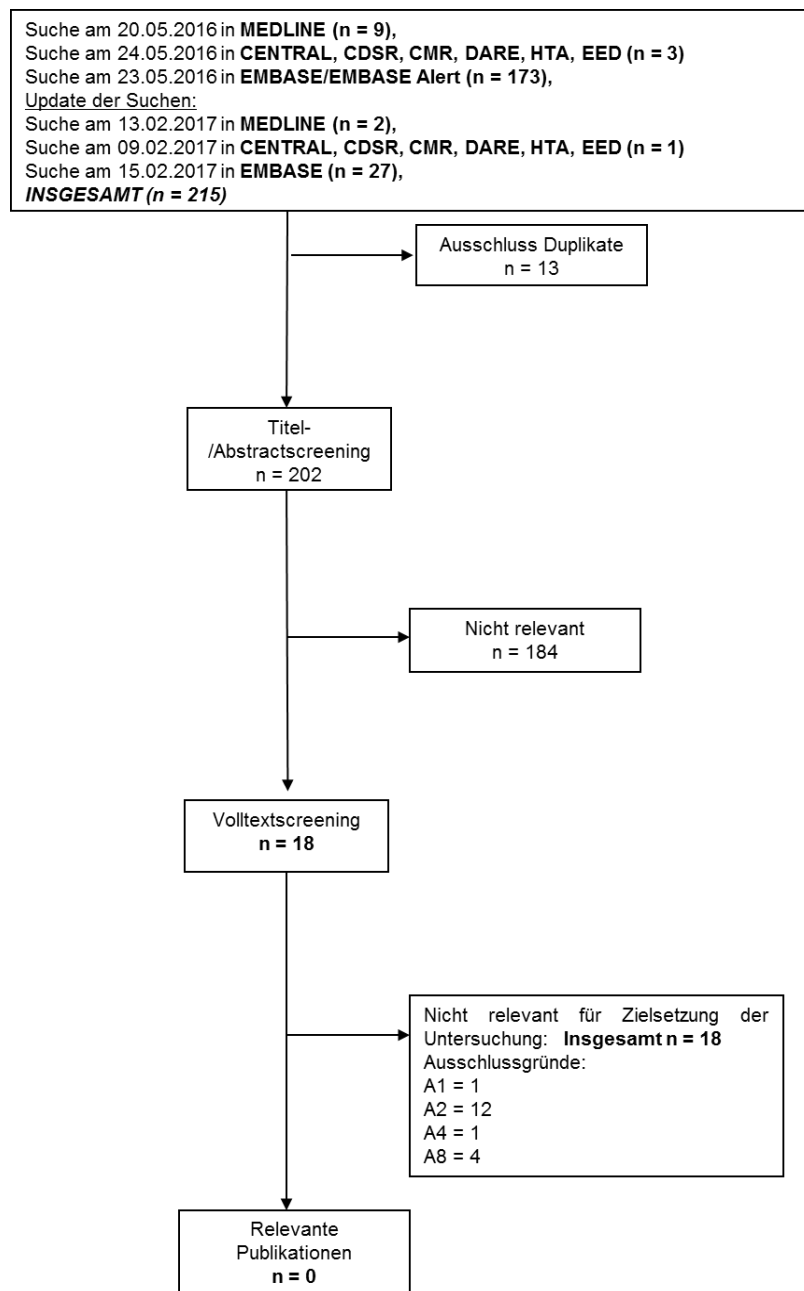 Suche am 20.05.2016 in MEDLINE (n = 9),
Suche am 24.05.2016 in CENTRAL, CDSR, CMR, DARE, HTA, EED (n = 3)
Suche am 23.05.2016 in EMBASE/EMBASE Alert (n = 173),
Update der Suchen:
Suche am 13.02.2017 in MEDLINE (n = 2),
Suche am 09.02.2017 in CENTRAL, CDSR, CMR, DARE, HTA, EED (n = 1)
Suche am 15.02.2017 in EMBASE (n = 27),
INSGESAMT (n = 215)
Ausschluss Duplikate
n = 13
Titel-
/Abstractscreening
n = 202
Nicht relevant
n = 184
Volltextscreening
n = 18
Nicht relevant für Zielsetzung der
Untersuchung: Insgesamt n = 18
Ausschlussgründe:
A1 = 1
A2 = 12
A4 = 1
A8 = 4
Relevante
Publikationen
n = 0